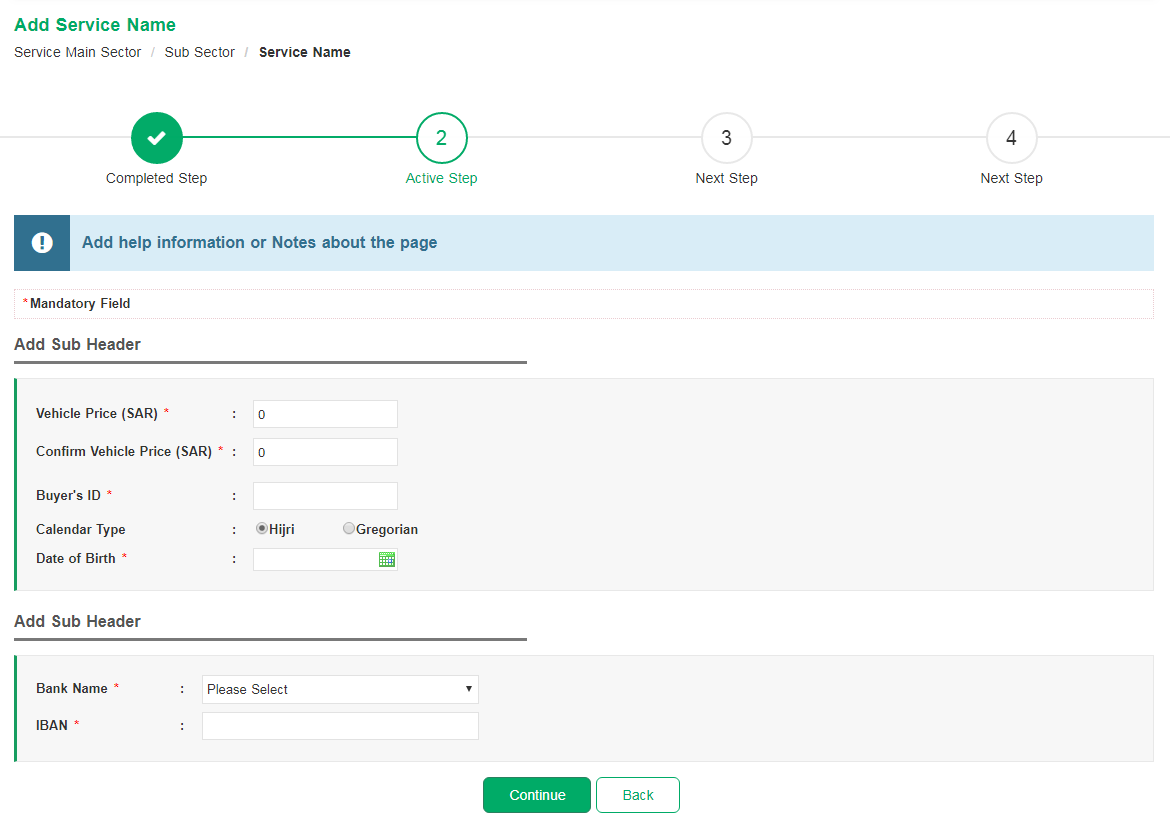 Add Service Name
Service Main Sector / Sub Sector / Service Name
2 3 4
Completed Step Active Step Next Step Next Step
Add help information or Notes about the page
*Mandatory Field
Add Sub Header
Vehicle Price (SAR) * : 0
Confirm Vehicle Price (SAR) * : 0
Buyer's ID * :
Calendar Type : Hijri Gregorian
Date of Birth * :
Add Sub Header
Bank Name * : Please Select
IBAN * :
Continue Back